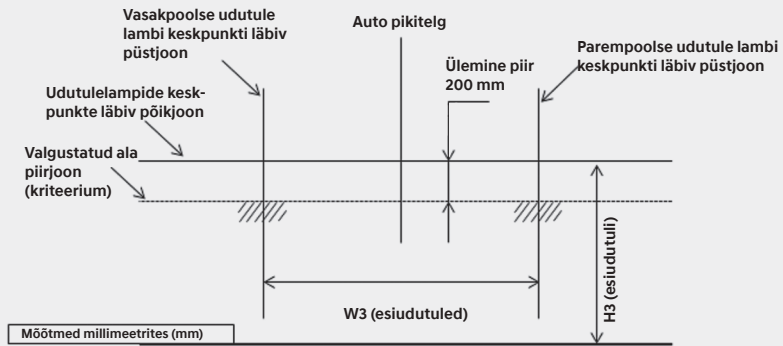 Vasakpoolse udutule
lambi keskpunkti läbiv
püstjoon
Auto pikitelg
Ülemine piir
200 mm
Parempoolse udutule lambi
keskpunkti läbiv püstjoon
Udutulelampide kesk-
punkte läbiv põikjoon
Valgustatud ala
piirjoon
(kriteerium)
W3 (esiudutuled)
H3 (esiudutuli)
Mõõtmed millimeetrites (mm)